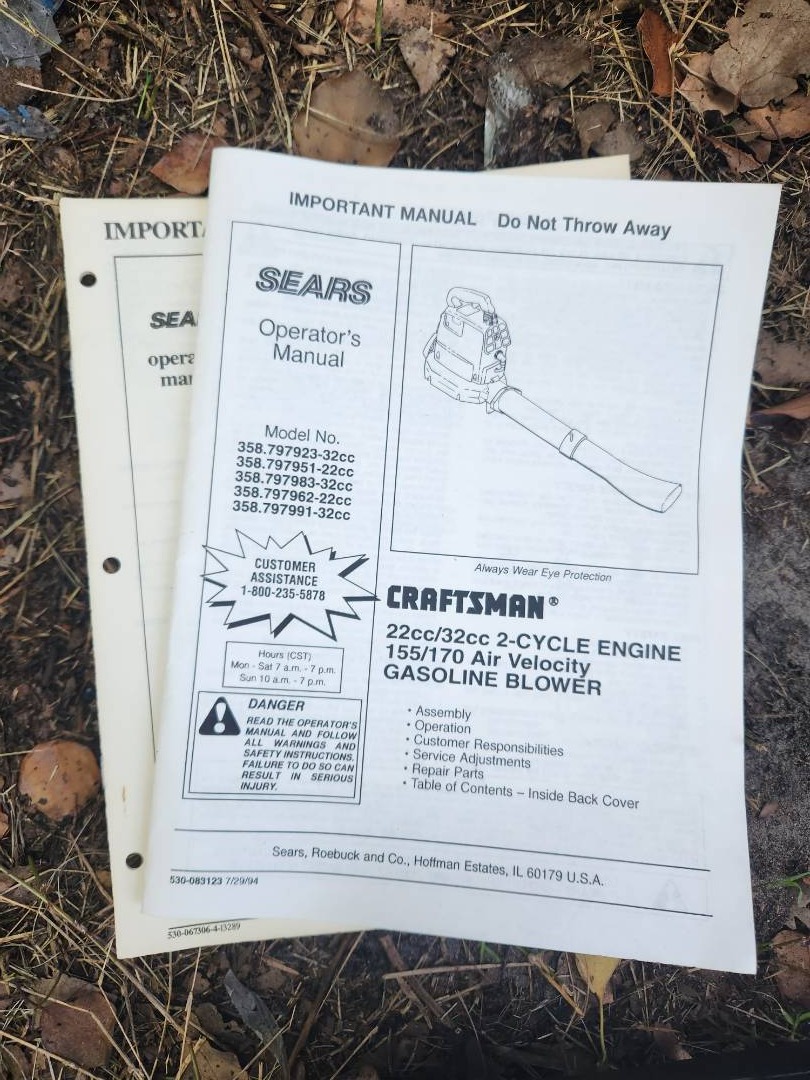 IMPORTANT MANUAL Do Not Throw Away
SEARS
Operator's
Manual
Model No.
358.797923-32cc
358.797951-22cc
358.797983-32cc
358.797962-22cc
358.797991-32cc
CUSTOMER
ASSISTANCE
1-800-235-5878
Hours (CST)
Mon - Sat 7 a.m. - 7 p.m.
Sun 10 a.m. - 7 p.m.
DANGER
READ THE OPERATOR'S
MANUAL AND FOLLOW
ALL WARNINGS AND
SAFETY INSTRUCTIONS.
FAILURE TO DO SO CAN
RESULT IN SERIOUS
INJURY.
Always Wear Eye Protection
CRAFTSMAN®
22cc/32cc 2-CYCLE ENGINE
155/170 Air Velocity
GASOLINE BLOWER
• Assembly
• Operation
• Customer Responsibilities
• Service Adjustments
• Repair Parts
• Table of Contents – Inside Back Cover
Sears, Roebuck and Co., Hoffman Estates, IL 60179 U.S.A.
530-083123 7/29/94
IMPORTA
SEA
opera
man
530-067306-4-13289